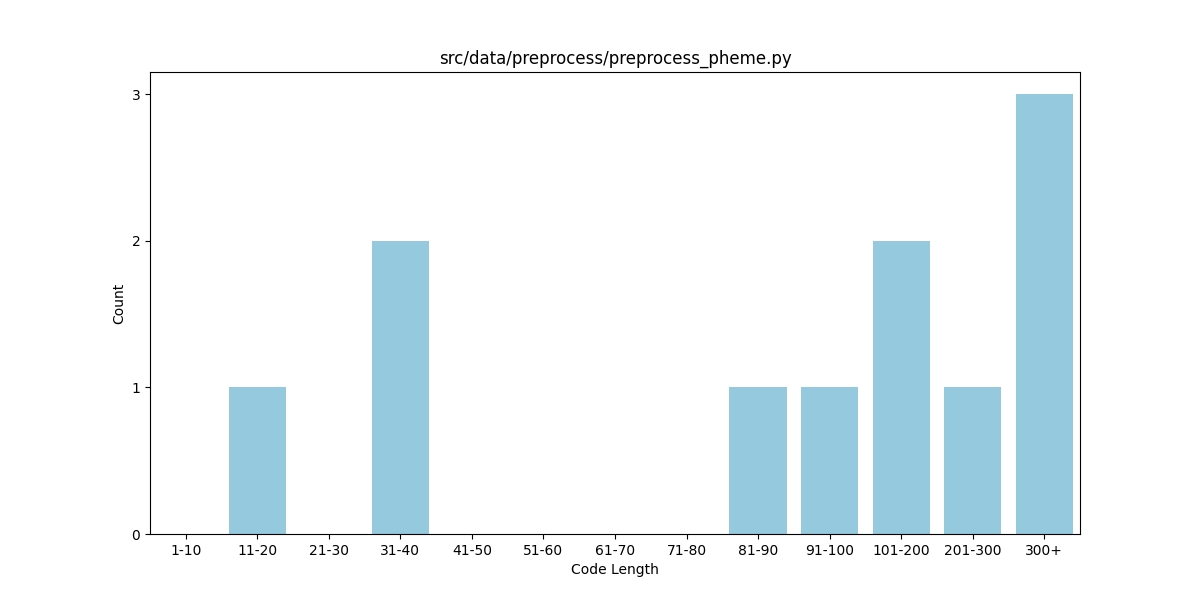 src/data/preprocess/preprocess_pheme.py
3
2
1
0
Count
1-10 11-20 21-30 31-40 41-50 51-60 61-70 71-80 81-90 91-100 101-200 201-300 300+
Code Length